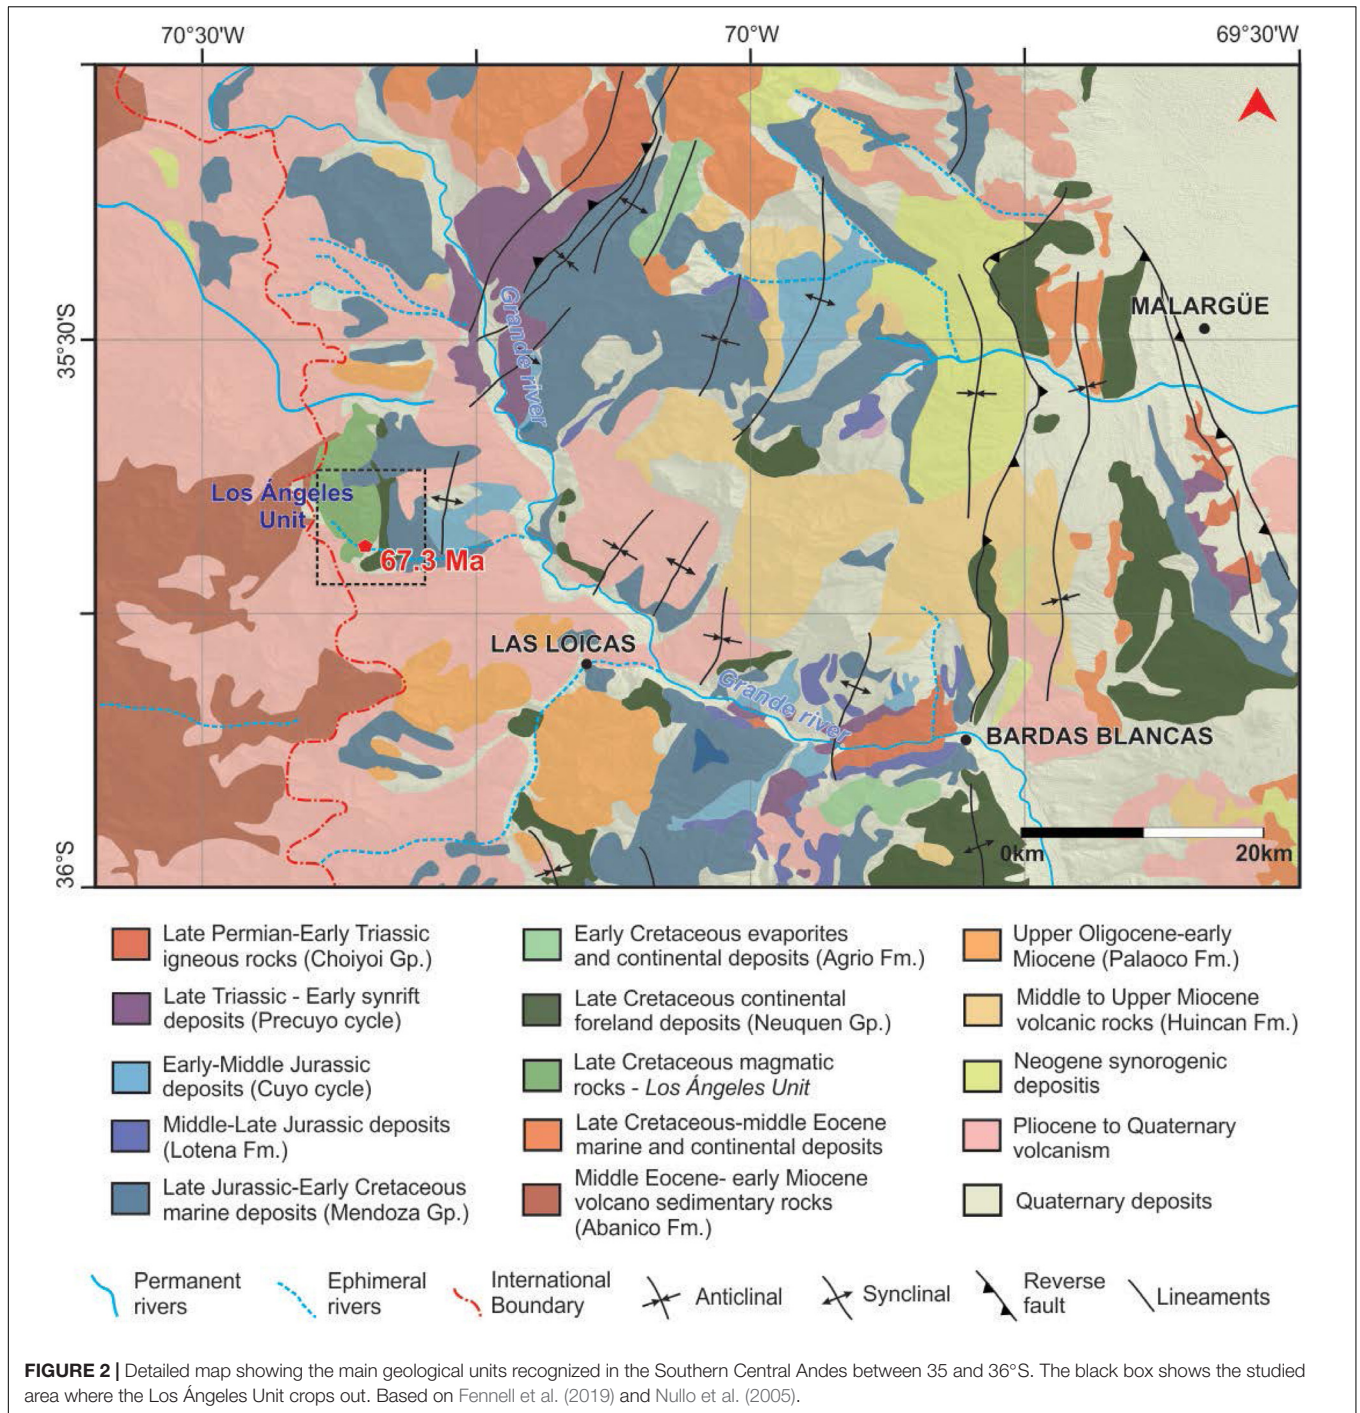 70°30'W
70°W
69°30'W
35°30'S
36°S
MALARGÜE
Grande river
Los Ángeles
Unit
67.3 Ma
LAS LOICAS
Grande river
BARDAS BLANCAS
0km
20km
Late Permian-Early Triassic
igneous rocks (Choiyoi Gp.)
Late Triassic - Early synrift
deposits (Precuyo cycle)
Early-Middle Jurassic
deposits (Cuyo cycle)
Middle-Late Jurassic deposits
(Lotena Fm.)
Late Jurassic-Early Cretaceous
marine deposits (Mendoza Gp.)
Early Cretaceous evaporites
and continental deposits (Agrio Fm.)
Late Cretaceous continental
foreland deposits (Neuquen Gp.)
Late Cretaceous magmatic
rocks - Los Ángeles Unit
Late Cretaceous-middle Eocene
marine and continental deposits
Middle Eocene- early Miocene
volcano sedimentary rocks
(Abanico Fm.)
Upper Oligocene-early
Miocene (Palaoco Fm.)
Middle to Upper Miocene
volcanic rocks (Huincan Fm.)
Neogene synorogenic
depositis
Pliocene to Quaternary
volcanism
Quaternary deposits
Permanent
rivers
Ephimeral
rivers
International
Boundary
Anticlinal
Synclinal
Reverse
fault
Lineaments
FIGURE 2 | Detailed map showing the main geological units recognized in the Southern Central Andes between 35 and 36°S. The black box shows the studied
area where the Los Ángeles Unit crops out. Based on Fennell et al. (2019) and Nullo et al. (2005).